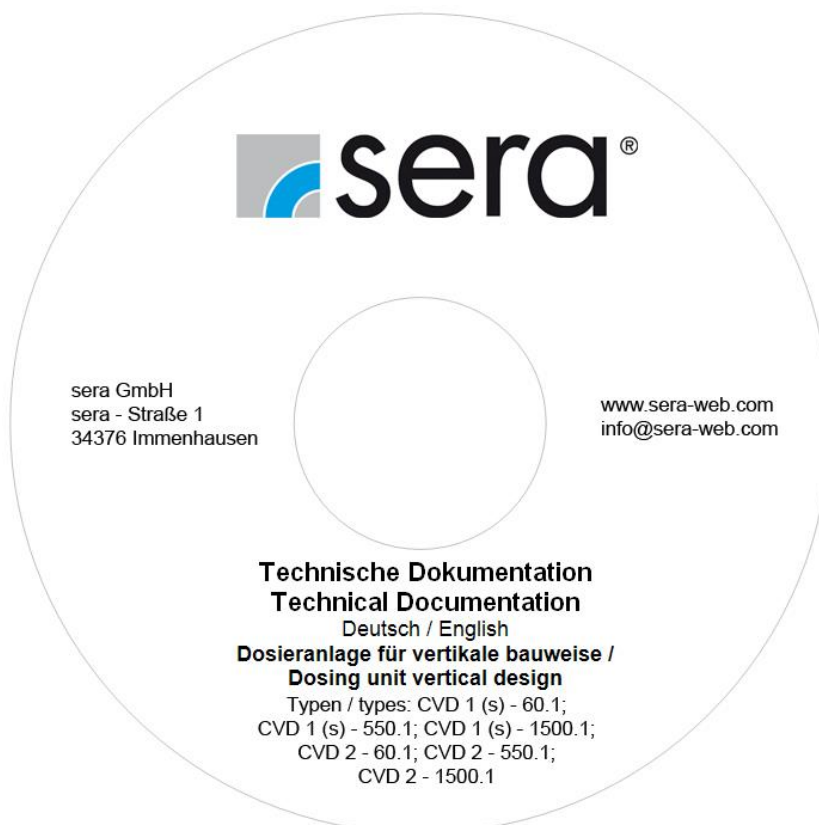 sera®
sera GmbH
sera - Straße 1
34376 Immenhausen
www.sera-web.com
info@sera-web.com
Technische Dokumentation
Technical Documentation
Deutsch / English
Dosieranlage für vertikale bauweise /
Dosing unit vertical design
Typen / types: CVD 1 (s) - 60.1;
CVD 1 (s) - 550.1; CVD 1 (s) - 1500.1;
CVD 2 - 60.1; CVD 2 - 550.1;
CVD 2 - 1500.1